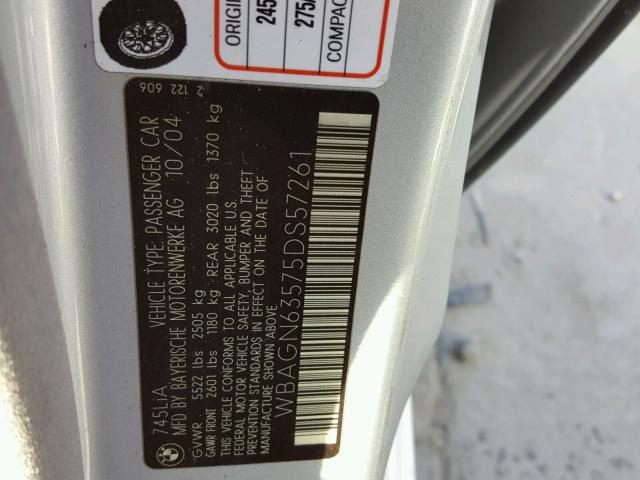 ORIGI
245
275
COMPAC
7 122 606
745LiA VEHICLE TYPE: PASSENGER CAR
MFD BY BAYERISCHE MOTORENWERKE AG 10/04
GVWR 5522 lbs 2505 kg
GAWR FRONT 2601 lbs 1180 kg REAR 3020 lbs 1370 kg
THIS VEHICLE CONFORMS TO ALL APPLICABLE U.S.
FEDERAL MOTOR VEHICLE SAFETY, BUMPER AND THEFT
PREVENTION STANDARDS IN EFFECT ON THE DATE OF
MANUFACTURE SHOWN ABOVE.
WBAGN63575DS57261